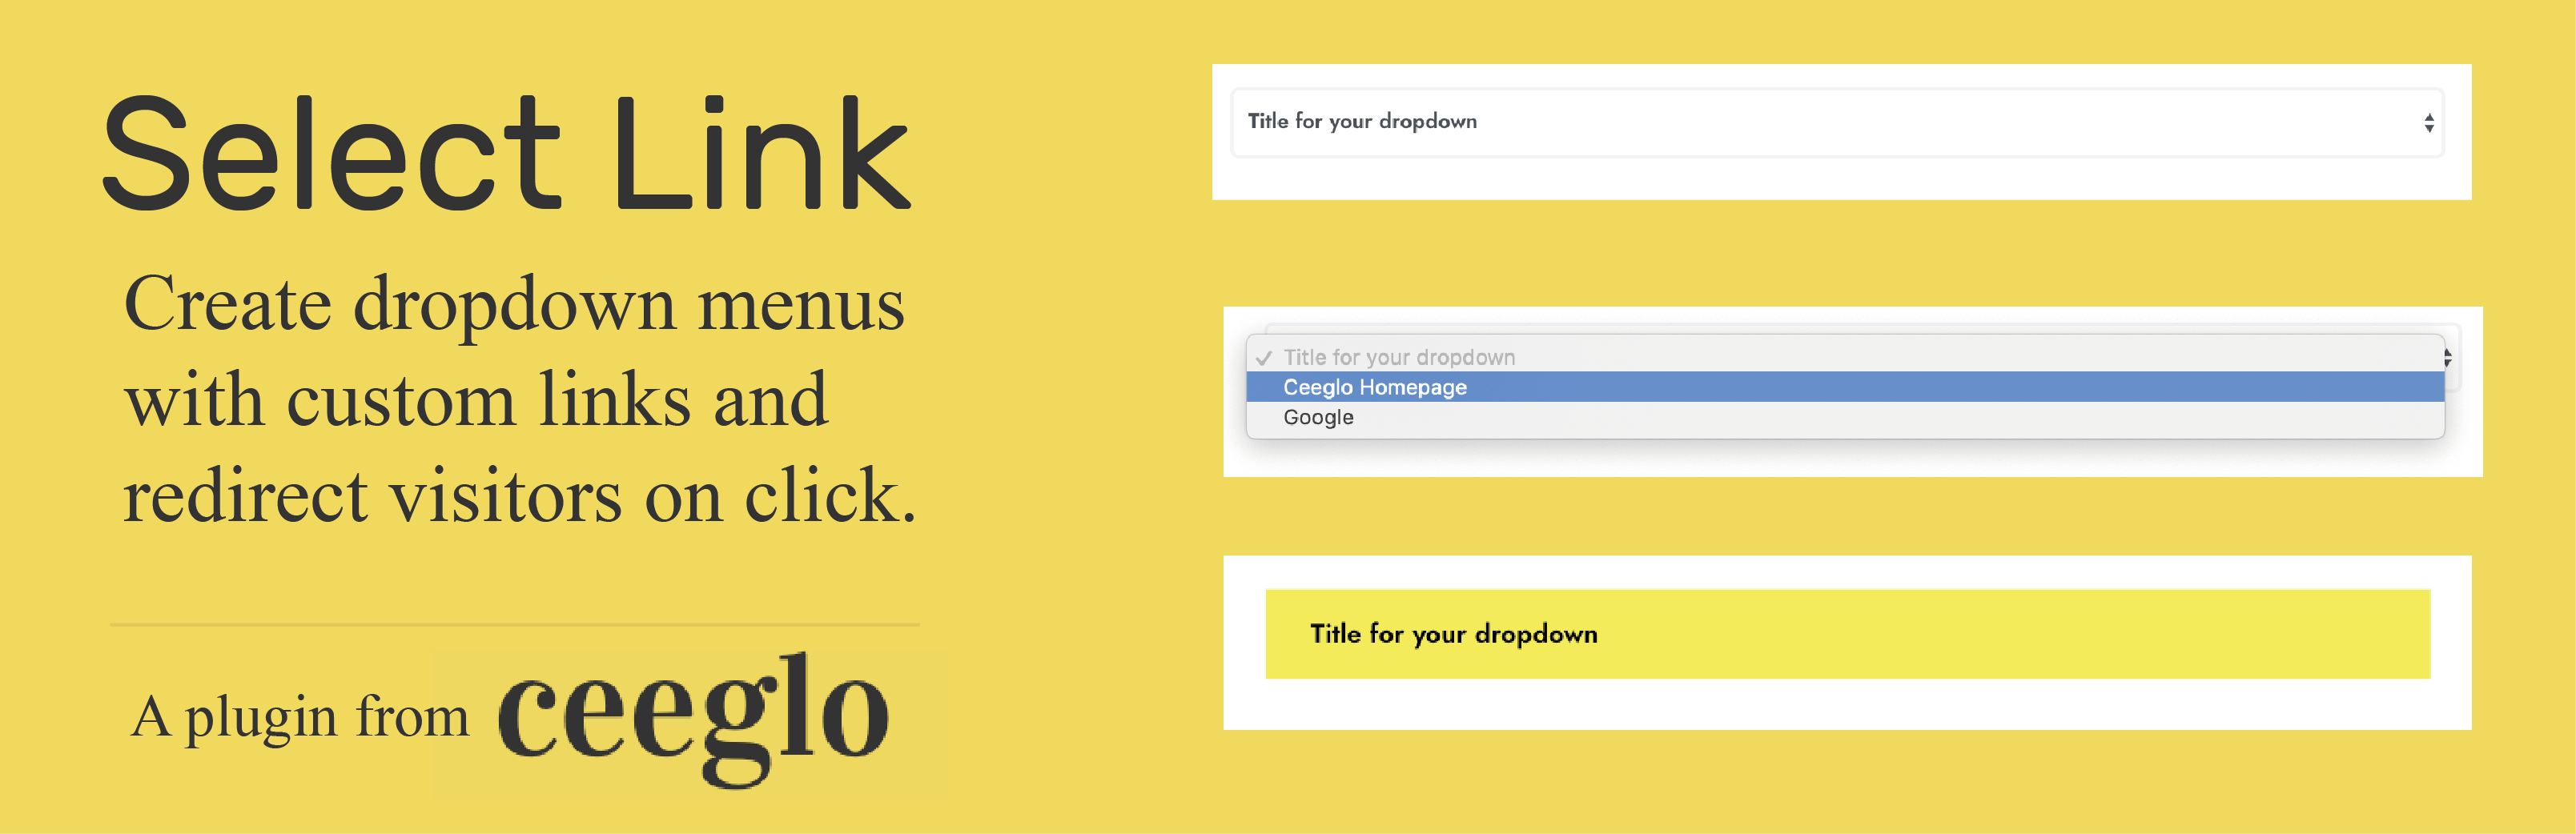 Select Link
Create dropdown menus
with custom links and
redirect visitors on click.
A plugin from ceeglo
Title for your dropdown
✓ Title for your dropdown
Ceeglo Homepage
Google
Title for your dropdown